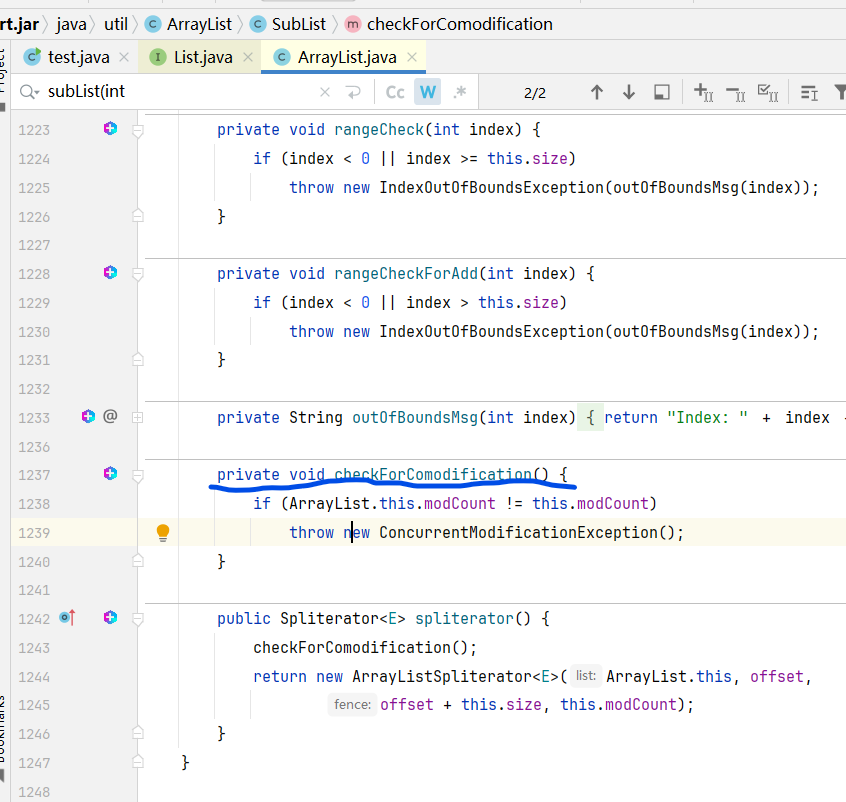 rt.jar java util ArrayList SubList checkForComodification
test.java List.java ArrayList.java
subList(int Cc W .* 2/2
1223 private void rangeCheck(int index) {
1224 if (index < 0 || index >= this.size)
1225 throw new IndexOutOfBoundsException(outOfBoundsMsg(index));
1226 }
1227
1228 private void rangeCheckForAdd(int index) {
1229 if (index < 0 || index > this.size)
1230 throw new IndexOutOfBoundsException(outOfBoundsMsg(index));
1231 }
1232
1233 @ private String outOfBoundsMsg(int index) { return "Index: " + index
1236
1237 private void checkForComodification() {
1238 if (ArrayList.this.modCount != this.modCount)
1239 throw new ConcurrentModificationException();
1240 }
1241
1242 public Spliterator<E> spliterator() {
1243 checkForComodification();
1244 return new ArrayListSpliterator<E>( list: ArrayList.this, offset,
1245 fence: offset + this.size, this.modCount);
1246 }
1247 }
1248